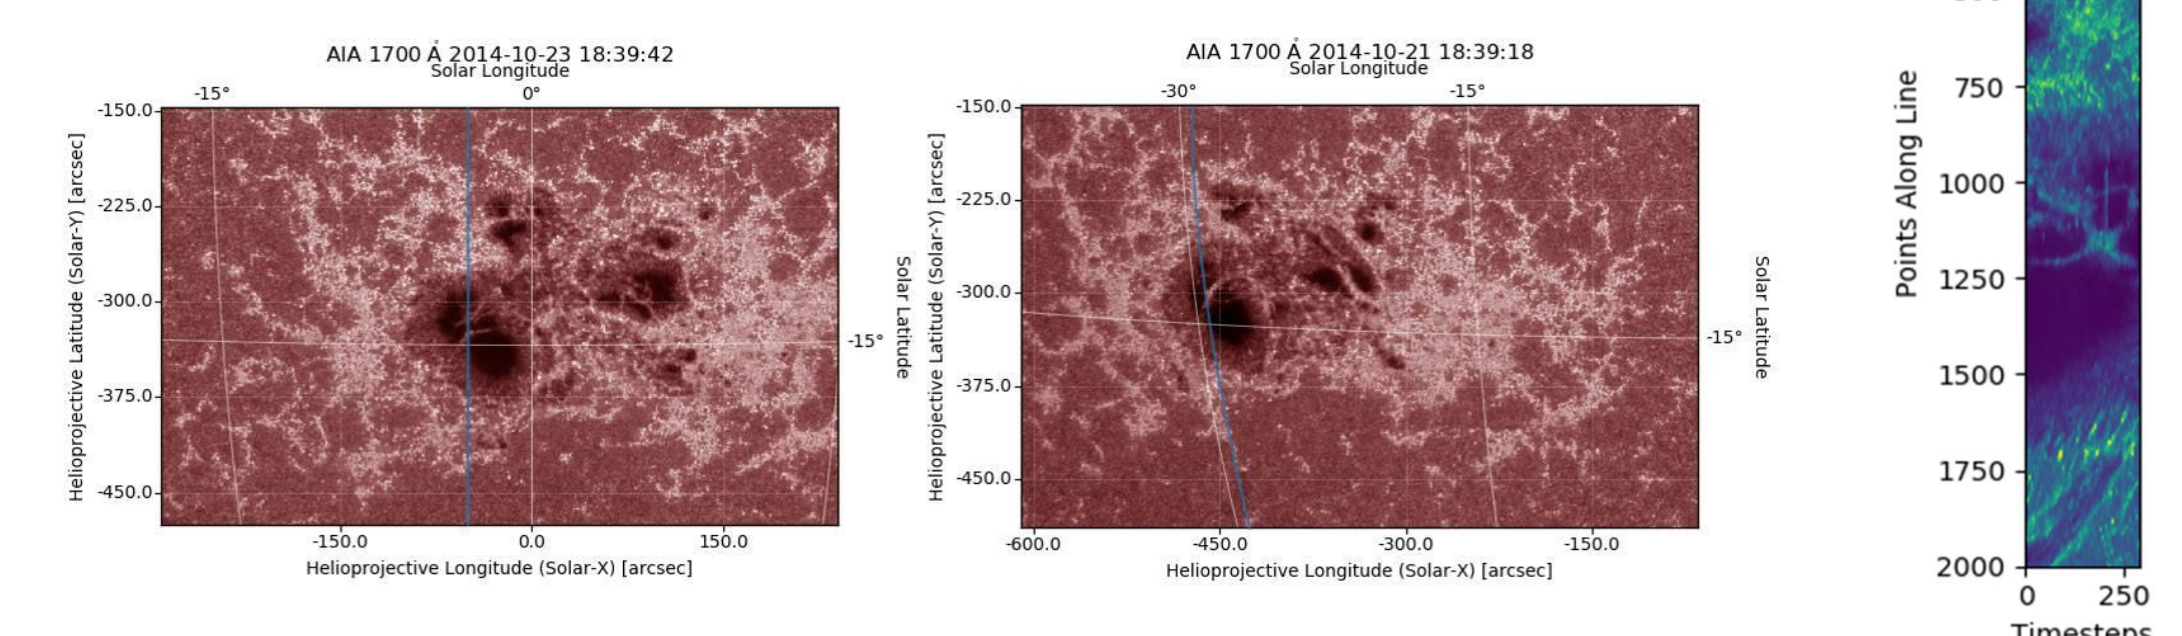 AIA 1700 Å 2014-10-23 18:39:42
Solar Longitude
-15°
0°
-150.0
-225.0
-300.0
-375.0
-450.0
Helioprojective Latitude (Solar-Y) [arcsec]
-15°
Solar Latitude
-150.0
0.0
150.0
Helioprojective Longitude (Solar-X) [arcsec]
AIA 1700 Å 2014-10-21 18:39:18
Solar Longitude
-30°
-15°
-150.0
-225.0
-300.0
-375.0
-450.0
Helioprojective Latitude (Solar-Y) [arcsec]
-15°
Solar Latitude
-600.0
-450.0
-300.0
-150.0
Helioprojective Longitude (Solar-X) [arcsec]
Points Along Line
750
1000
1250
1500
1750
2000
0
250
Timesteps